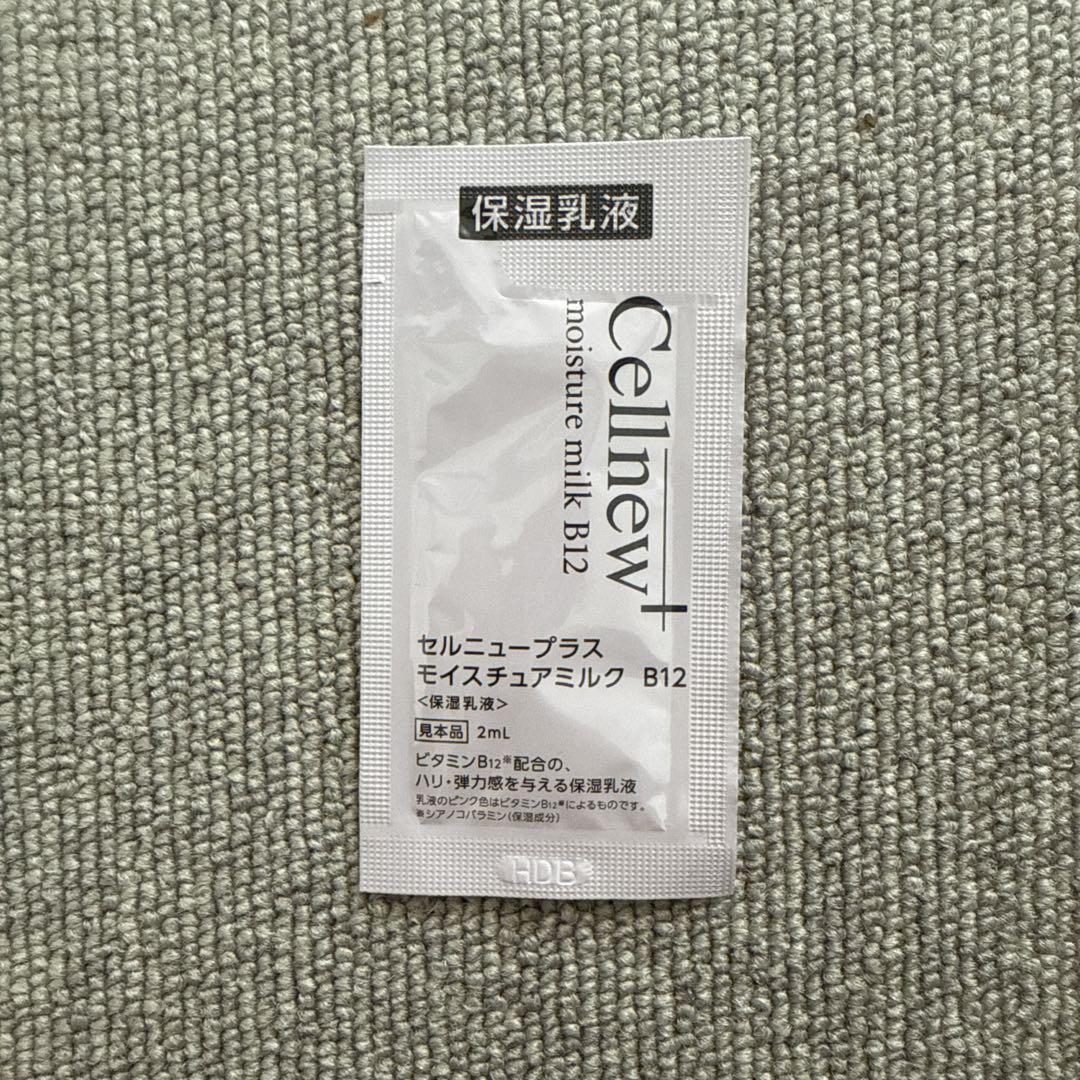 保湿乳液
Cellnew+
moisture milk B12
セルニュープラス
モイスチュアミルク B12
<保湿乳液>
見本品 2mL
ビタミンB12※配合の、
ハリ・弾力感を与える保湿乳液
乳液のピンク色はビタミンB12※によるものです。
※シアノコバラミン(保湿成分)
HDB